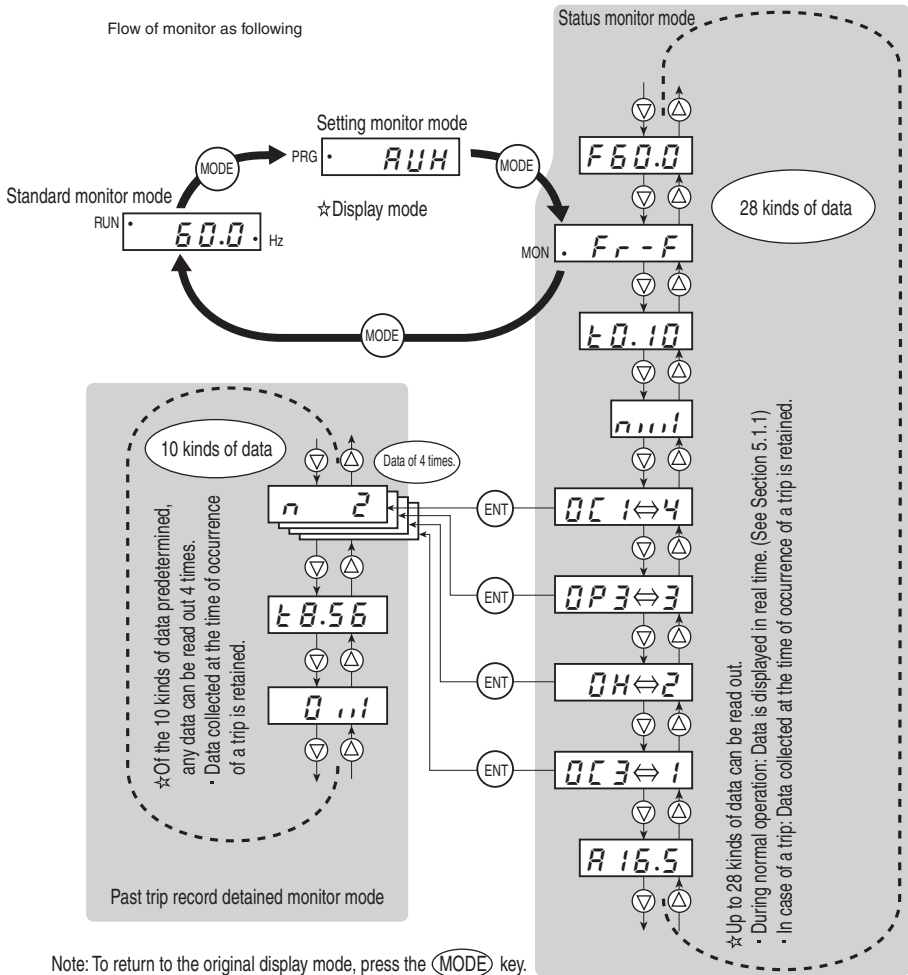 Flow of monitor as following
Status monitor mode
Setting monitor mode
PRG
AUH
MODE
MODE
☆Display mode
Standard monitor mode
RUN
60.0
Hz
MODE
F60.0
28 kinds of data
MON
Fr-F
t0.10
OC1⇔4
ENT
OP3⇔3
ENT
OH⇔2
ENT
OC3⇔1
ENT
A16.5
☆Up to 28 kinds of data can be read out.
· During normal operation: Data is displayed in real time. (See Section 5.1.1)
· In case of a trip: Data collected at the time of occurrence of a trip is retained.
10 kinds of data
Data of 4 times.
n 2
t8.56
☆Of the 10 kinds of data predetermined,
any data can be read out 4 times.
· Data collected at the time of occurrence
of a trip is retained.
Past trip record detained monitor mode
Note: To return to the original display mode, press the MODE key.